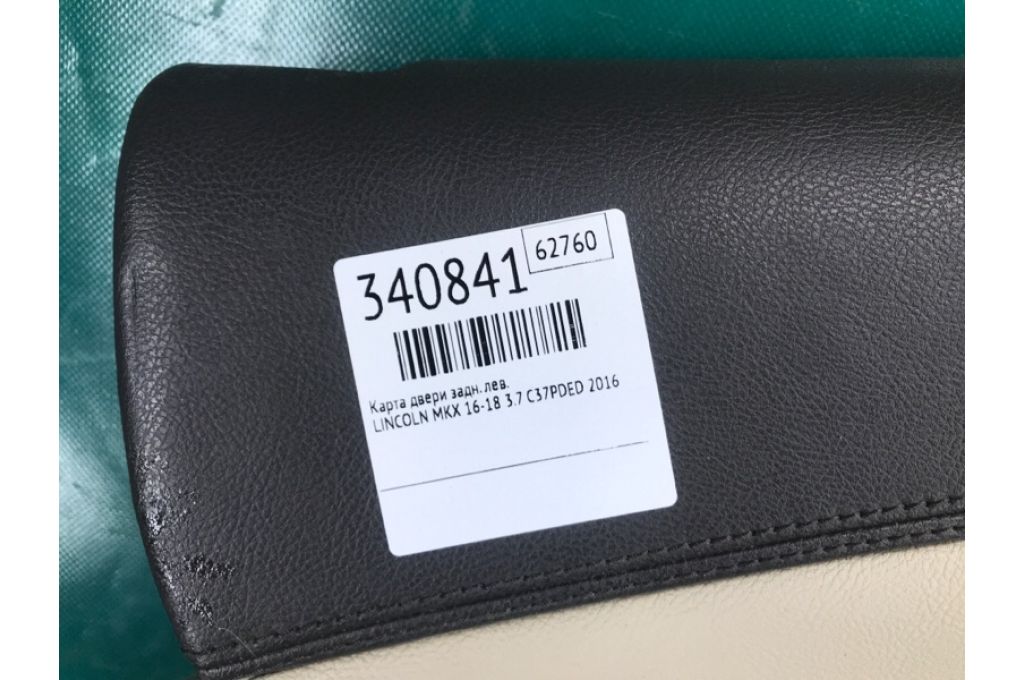 62760
340841
Карта двери задн. лев.
LINCOLN MKX 16-18 3.7 C37PDED 2016